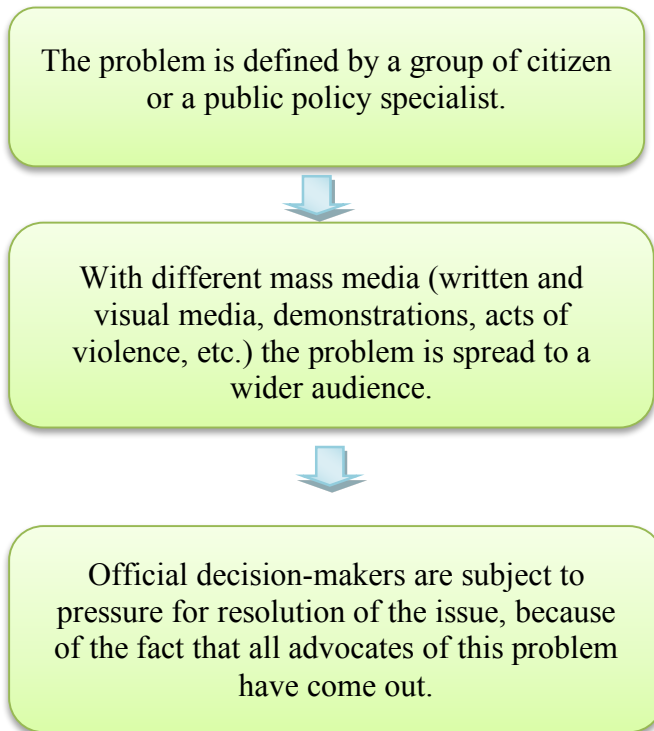 The problem is defined by a group of citizen
or a public policy specialist.
With different mass media (written and
visual media, demonstrations, acts of
violence, etc.) the problem is spread to a
wider audience.
Official decision-makers are subject to
pressure for resolution of the issue, because
of the fact that all advocates of this problem
have come out.